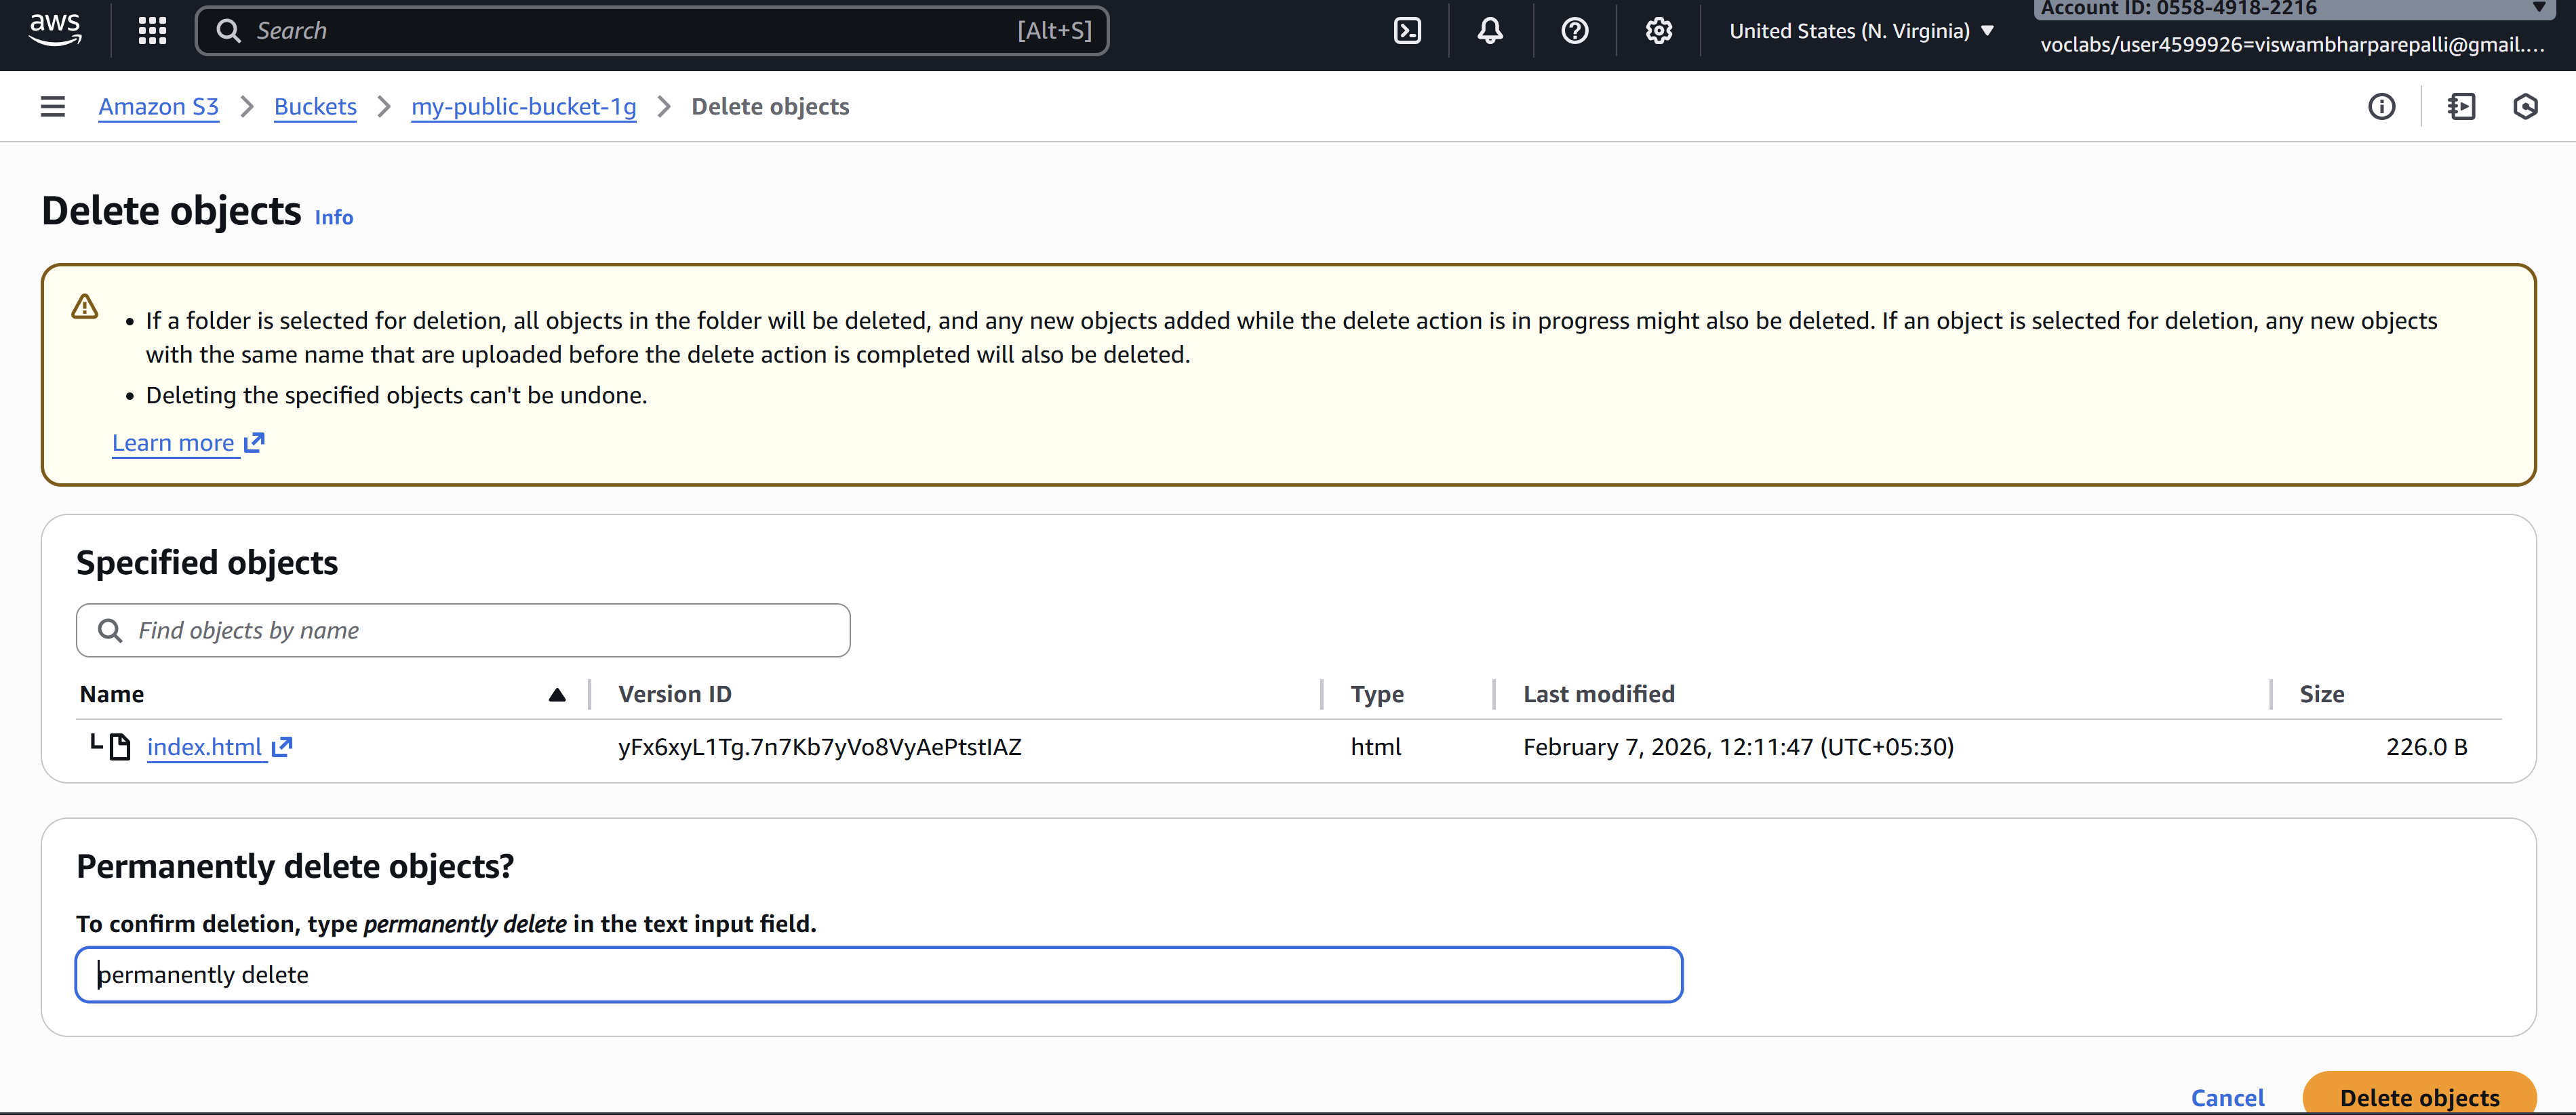 aws
Search [Alt+S]
United States (N. Virginia)
Account ID: 0558-4918-2216
voclabs/user4599926=viswambharparepalli@gmail....
Amazon S3 Buckets my-public-bucket-1g Delete objects
Delete objects Info
• If a folder is selected for deletion, all objects in the folder will be deleted, and any new objects added while the delete action is in progress might also be deleted. If an object is selected for deletion, any new objects
with the same name that are uploaded before the delete action is completed will also be deleted.
• Deleting the specified objects can't be undone.
Learn more
Specified objects
Find objects by name
Name Version ID Type Last modified Size
index.html yFx6xyL1Tg.7n7Kb7yVo8VyAePtstIAZ html February 7, 2026, 12:11:47 (UTC+05:30) 226.0 B
Permanently delete objects?
To confirm deletion, type permanently delete in the text input field.
permanently delete
Cancel Delete objects